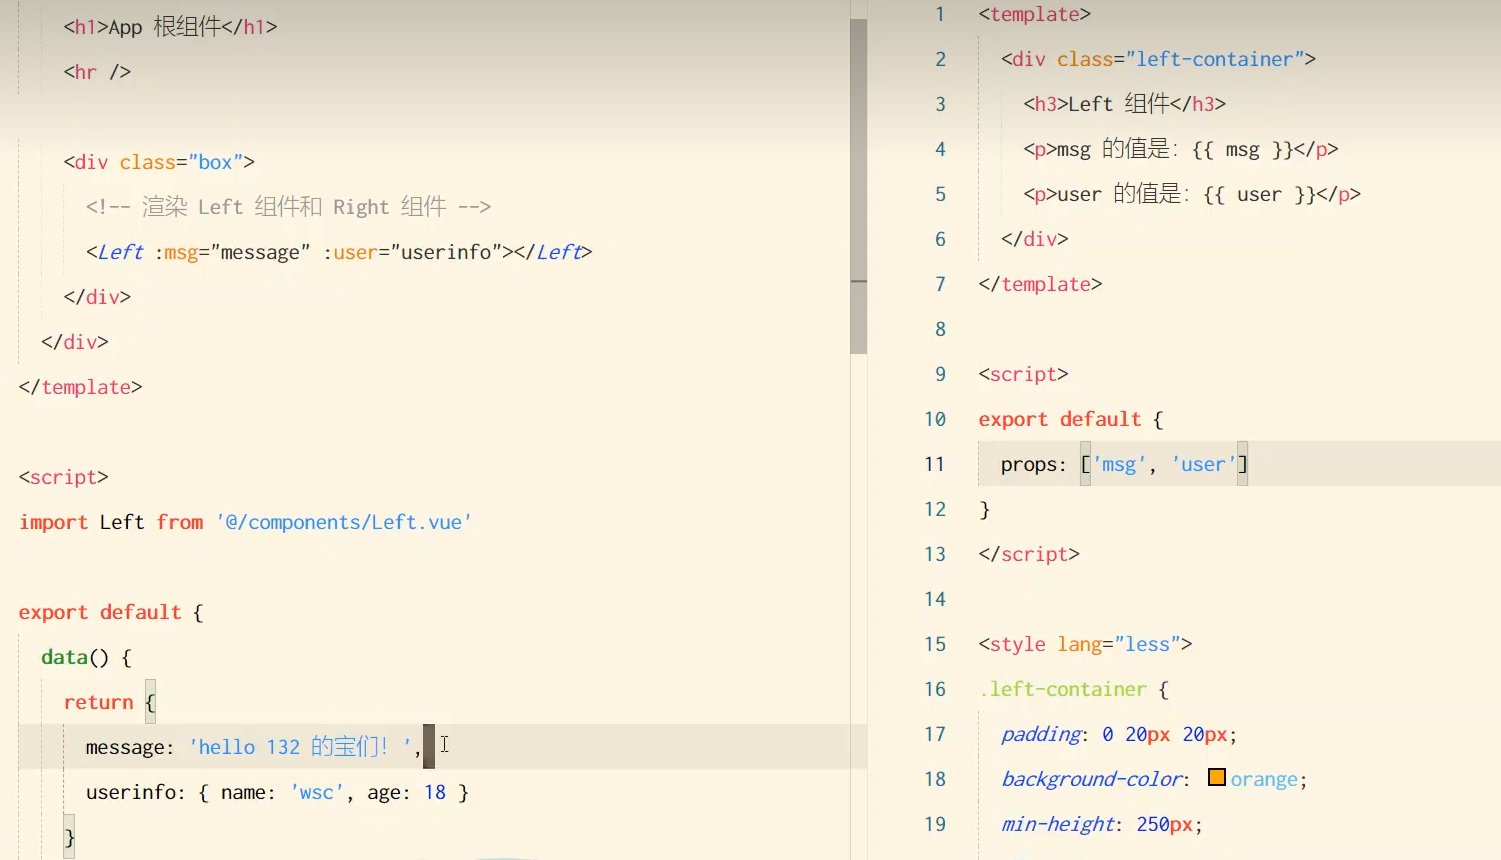 <h1>App 根组件</h1>
<hr />
<div class="box">
<!-- 渲染 Left 组件和 Right 组件 -->
<Left :msg="message" :user="userinfo"></Left>
</div>
</div>
</template>
<script>
import Left from '@/components/Left.vue'
export default {
data() {
return {
message: 'hello 132 的宝们！',
userinfo: { name: 'wsc', age: 18 }
}
1 <template>
2 <div class="left-container">
3 <h3>Left 组件</h3>
4 <p>msg 的值是：{{ msg }}</p>
5 <p>user 的值是：{{ user }}</p>
6 </div>
7 </template>
8
9 <script>
10 export default {
11 props: ['msg', 'user']
12 }
13 </script>
14
15 <style lang="less">
16 .left-container {
17 padding: 0 20px 20px;
18 background-color: orange;
19 min-height: 250px;